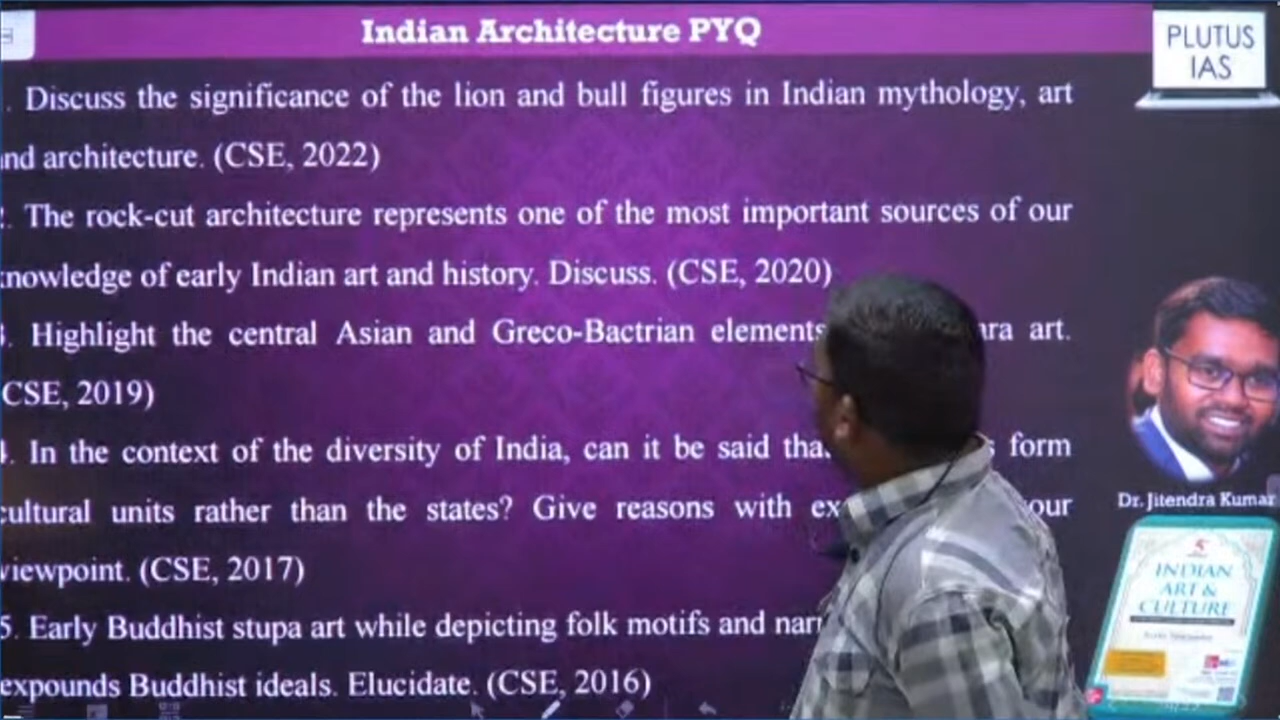 Indian Architecture PYQ
PLUTUS
IAS
. Discuss the significance of the lion and bull figures in Indian mythology, art
nd architecture. (CSE, 2022)
. The rock-cut architecture represents one of the most important sources of our
nowledge of early Indian art and history. Discuss. (CSE, 2020)
. Highlight the central Asian and Greco-Bactrian elements ara art.
CSE, 2019)
. In the context of the diversity of India, can it be said tha form
cultural units rather than the states? Give reasons with ex our
viewpoint. (CSE, 2017)
5. Early Buddhist stupa art while depicting folk motifs and nar
expounds Buddhist ideals. Elucidate. (CSE, 2016)
Dr. Jitendra Kumar
INDIAN
ART &
CULTURE